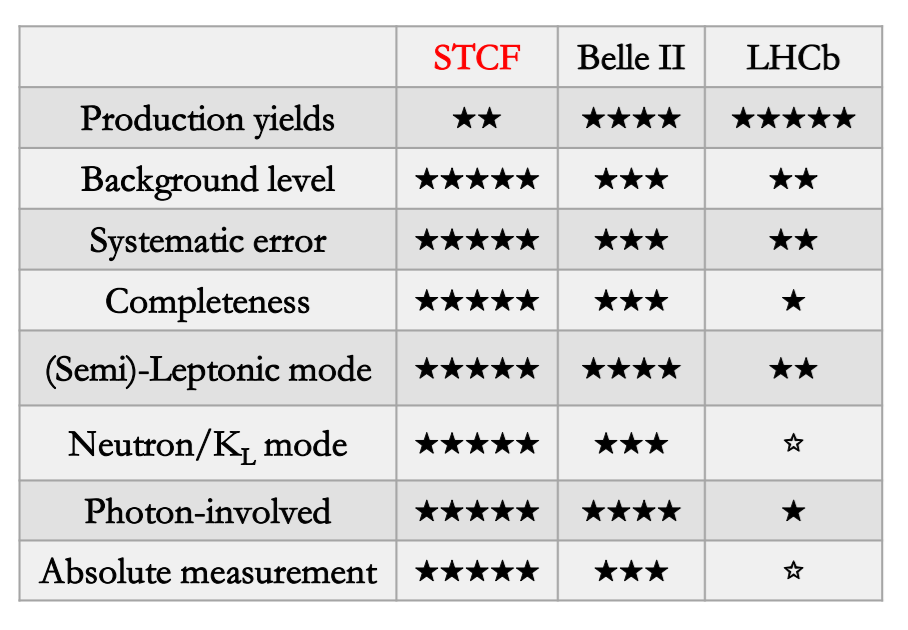 STCF Belle II LHCb
Production yields ★★ ★★★★ ★★★★★
Background level ★★★★★ ★★★ ★★
Systematic error ★★★★★ ★★★ ★★
Completeness ★★★★★ ★★★ ★
(Semi)-Leptonic mode ★★★★★ ★★★★ ★★
Neutron/K_L mode ★★★★★ ★★★ ☆
Photon-involved ★★★★★ ★★★★ ★
Absolute measurement ★★★★★ ★★★ ☆